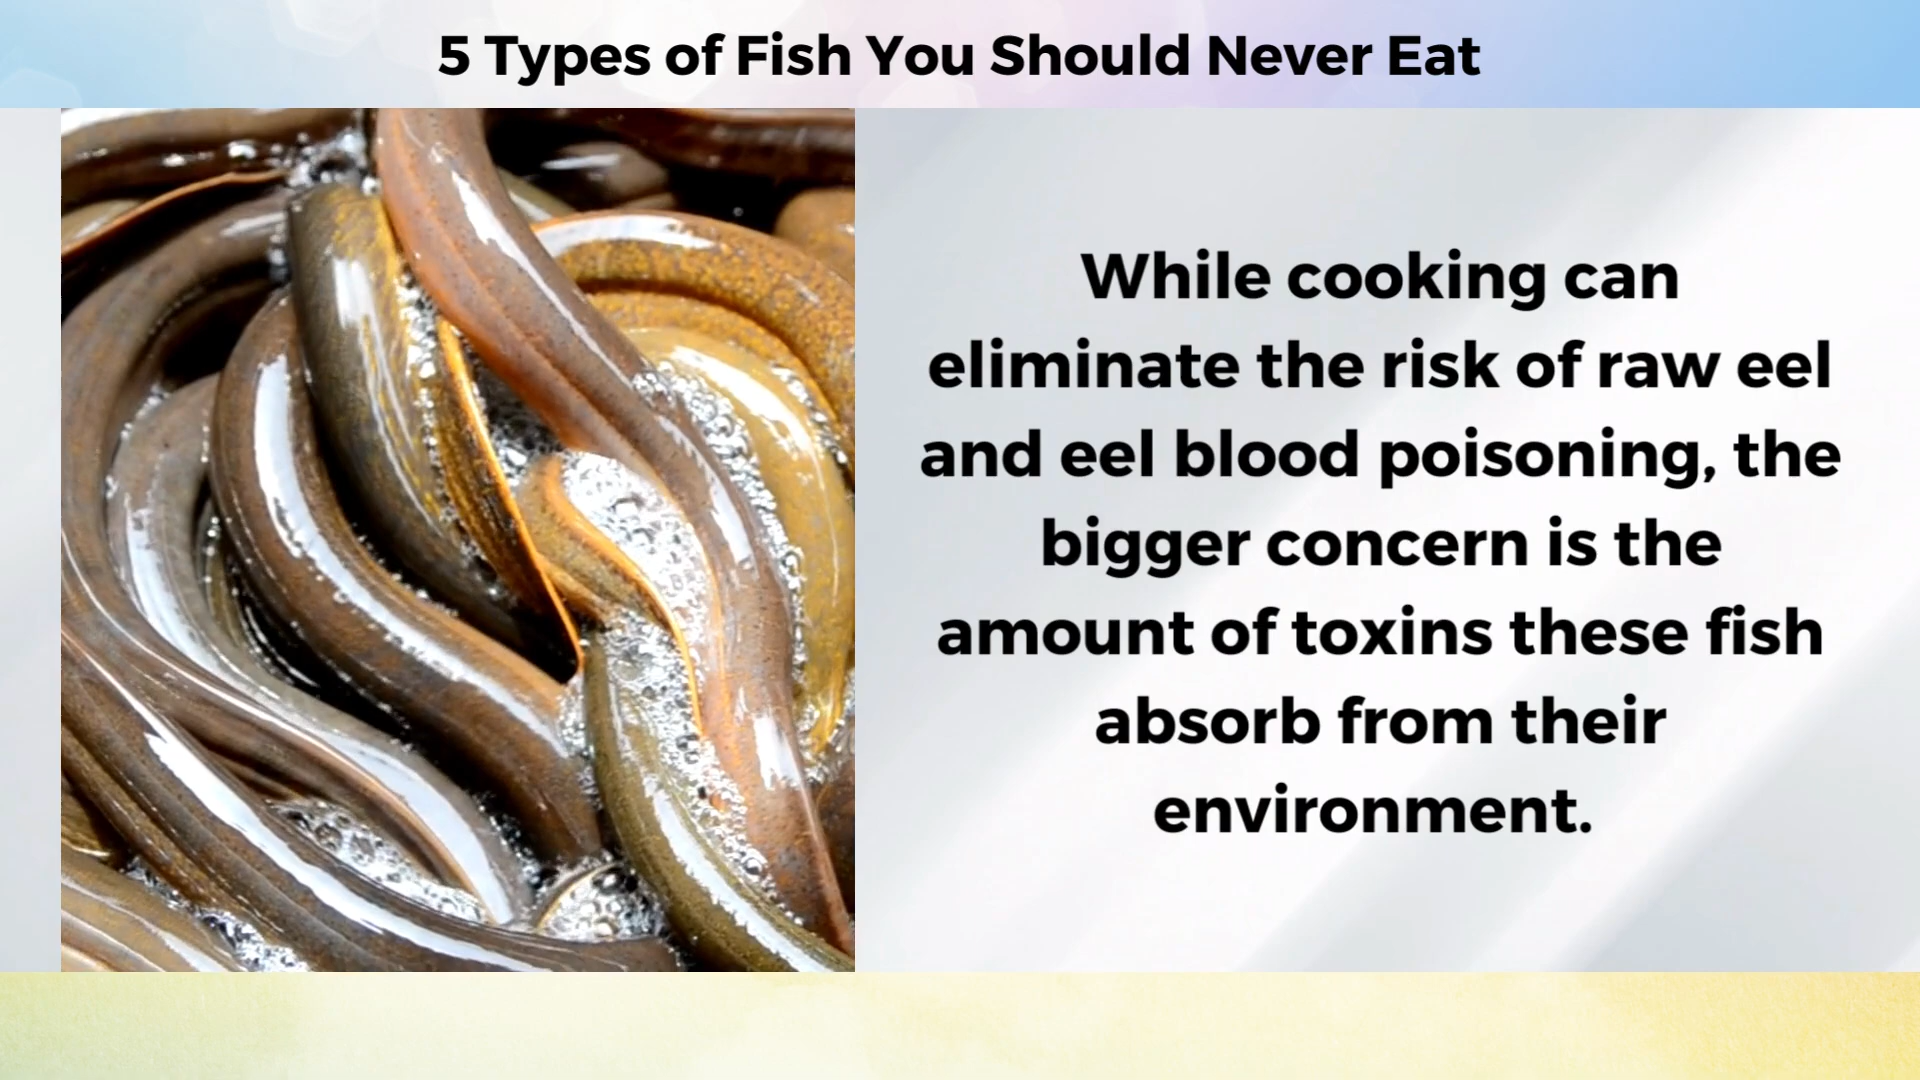 5 Types of Fish You Should Never Eat
While cooking can
eliminate the risk of raw eel
and eel blood poisoning, the
bigger concern is the
amount of toxins these fish
absorb from their
environment.